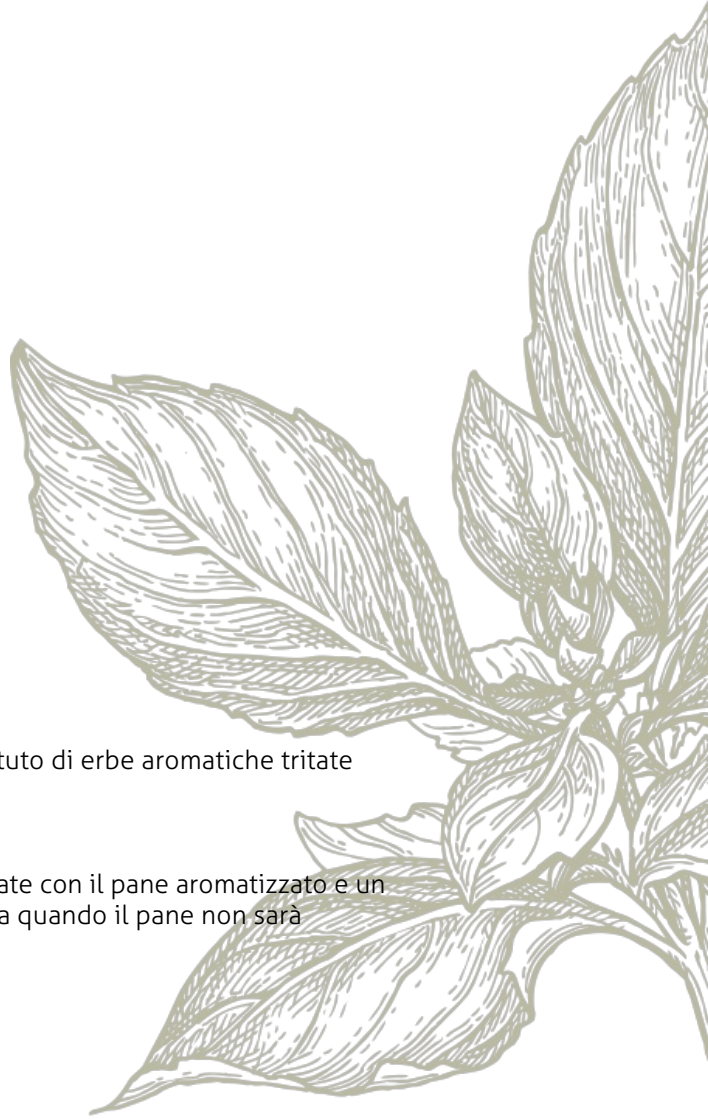 tuto di erbe aromatiche tritate
ate con il pane aromatizzato e un
a quando il pane non sarà